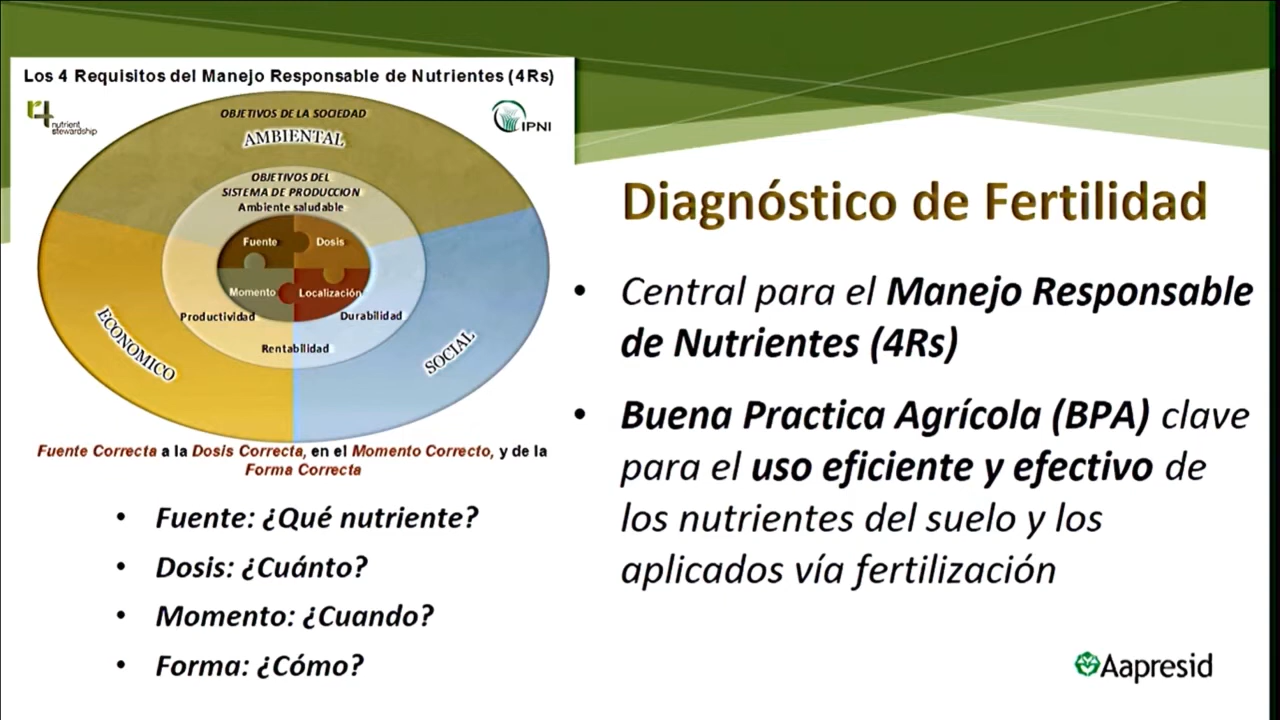 Los 4 Requisitos del Manejo Responsable de Nutrientes (4Rs)
r4
nutrient
stewardship
IPNI
OBJETIVOS DE LA SOCIEDAD
AMBIENTAL
OBJETIVOS DEL
SISTEMA DE PRODUCCION
Ambiente saludable
Fuente
Dosis
Momento
Localización
Productividad
Durabilidad
Rentabilidad
ECONOMICO
SOCIAL
Fuente Correcta a la Dosis Correcta, en el Momento Correcto, y de la
Forma Correcta
• Fuente: ¿Qué nutriente?
• Dosis: ¿Cuánto?
• Momento: ¿Cuando?
• Forma: ¿Cómo?
Diagnóstico de Fertilidad
• Central para el Manejo Responsable
de Nutrientes (4Rs)
• Buena Practica Agrícola (BPA) clave
para el uso eficiente y efectivo de
los nutrientes del suelo y los
aplicados vía fertilización
Aapresid